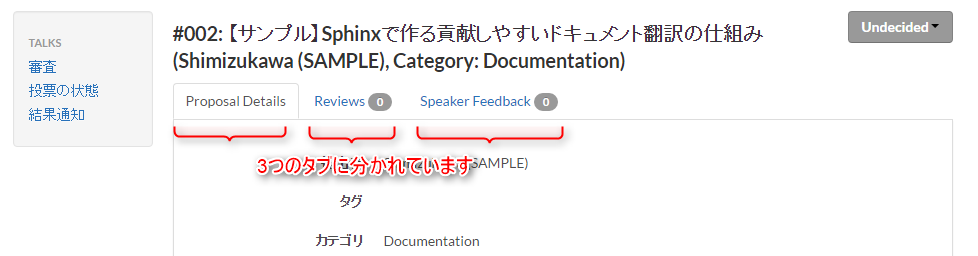 TALKS
審査
投票の状態
結果通知
#002: 【サンプル】Sphinxで作る貢献しやすいドキュメント翻訳の仕組み
(Shimizukawa (SAMPLE), Category: Documentation)
Undecided
Proposal Details
Reviews 0
Speaker Feedback 0
3つのタブに分かれています
SAMPLE)
タグ
カテゴリ Documentation